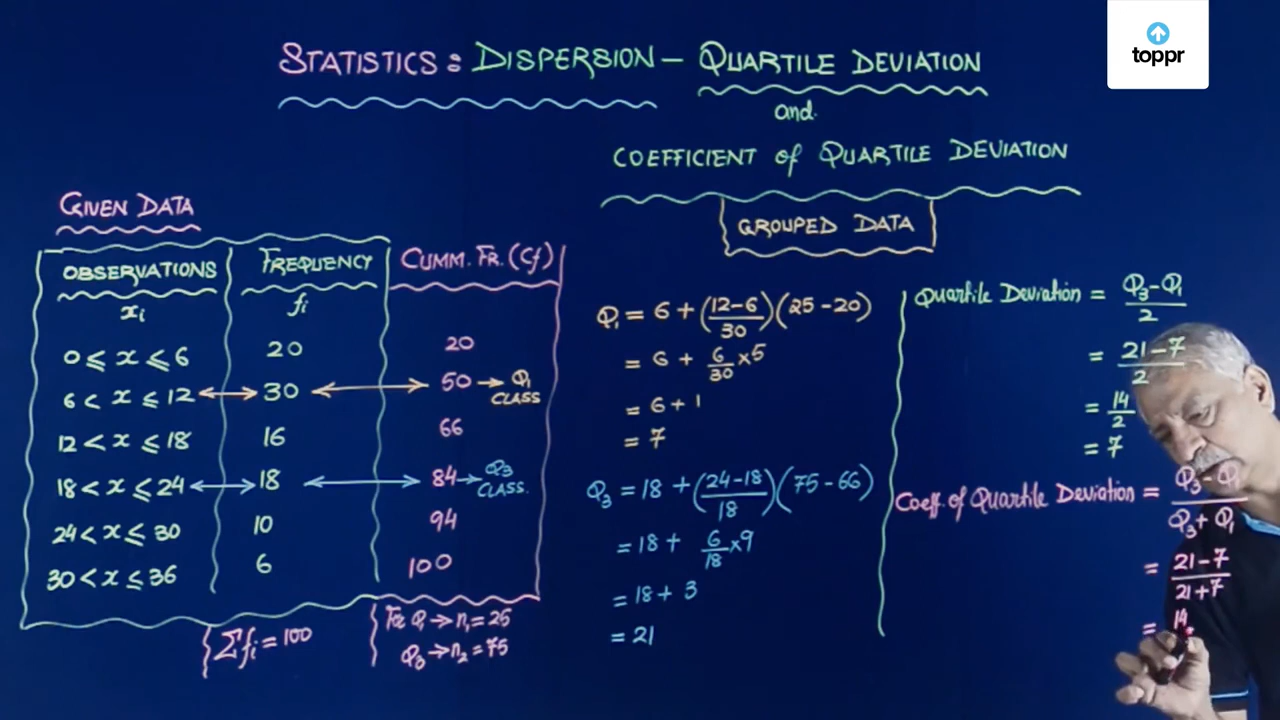 toppr
STATISTICS : DISPERSION – QUARTILE DEVIATION
and
COEFFICIENT of QUARTILE DEVIATION
GROUPED DATA
GIVEN DATA
OBSERVATIONS FREQUENCY CUMM. FR. (Cf)
xi fi
0 ⩽ x ⩽ 6 20 20
6 < x ⩽ 12 30 50 → Q1 CLASS
12 < x ⩽ 18 16 66
18 < x ⩽ 24 18 84 → Q3 CLASS.
24 < x ⩽ 30 10 94
30 < x ⩽ 36 6 100
Σfi = 100
For Q1 → n1 = 25
Q3 → n2 = 75
Q1 = 6 + (12-6/30)(25-20)
= 6 + 6/30 x 5
= 6 + 1
= 7
Q3 = 18 + (24-18/18)(75-66)
= 18 + 6/18 x 9
= 18 + 3
= 21
Quartile Deviation = Q3-Q1/2
= 21-7/2
= 14/2
= 7
Coeff. of Quartile Deviation = Q3-Q1/Q3+Q1
= 21-7/21+7
= 14